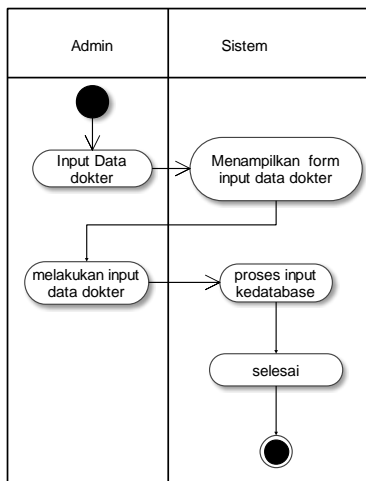 Admin
Sistem
Input Data
dokter
Menampilkan form
input data dokter
melakukan input
data dokter
proses input
kedatabase
selesai